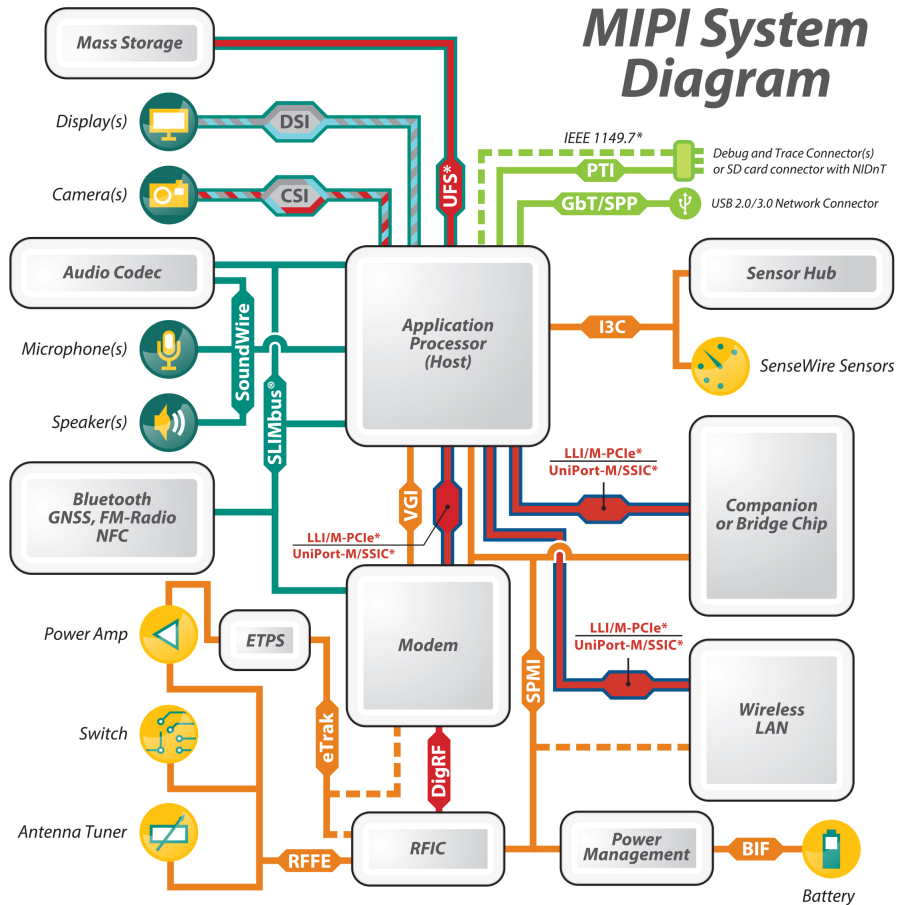 MIPI System
Diagram
Mass Storage
Display(s)
DSI
Camera(s)
CSI
UFS*
IEEE 1149.7*
PTI
Debug and Trace Connector(s)
or SD card connector with NIDnT
GbT/SPP
USB 2.0/3.0 Network Connector
Audio Codec
SoundWire
Microphone(s)
Speaker(s)
SLIMbus®
Application
Processor
(Host)
I3C
Sensor Hub
SenseWire Sensors
Bluetooth
GNSS, FM-Radio
NFC
VGI
LLI/M-PCIe*
UniPort-M/SSIC*
LLI/M-PCIe*
UniPort-M/SSIC*
Companion
or Bridge Chip
Power Amp
ETPS
Modem
SPMI
LLI/M-PCIe*
UniPort-M/SSIC*
Wireless
LAN
Switch
eTrak
DigRF
Antenna Tuner
RFFE
RFIC
Power
Management
BIF
Battery